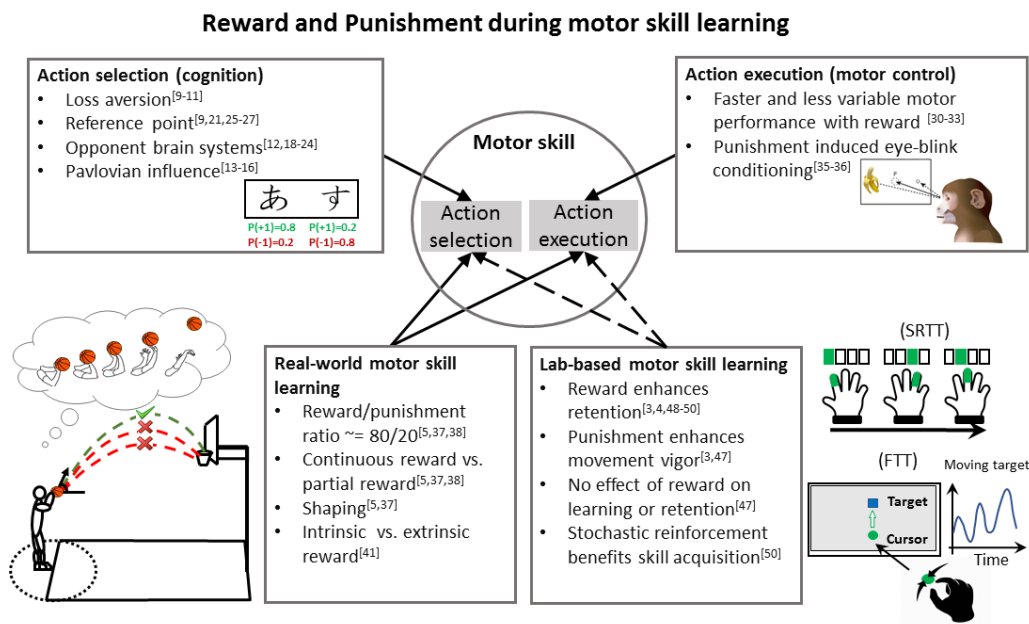 Reward and Punishment during motor skill learning
Action selection (cognition)
• Loss aversion[9-11]
• Reference point[9,21,25-27]
• Opponent brain systems[12,18-24]
• Pavlovian influence[13-16]
あ す
P(+1)=0.8 P(+1)=0.2
P(-1)=0.2 P(-1)=0.8
Motor skill
Action
selection
Action
execution
Action execution (motor control)
• Faster and less variable motor
performance with reward [30-33]
• Punishment induced eye-blink
conditioning[35-36]
Real-world motor skill
learning
• Reward/punishment
ratio ~= 80/20[5,37,38]
• Continuous reward vs.
partial reward[5,37,38]
• Shaping[5,37]
• Intrinsic vs. extrinsic
reward[41]
Lab-based motor skill learning
• Reward enhances
retention[3,4,48-50]
• Punishment enhances
movement vigor[3,47]
• No effect of reward on
learning or retention[47]
• Stochastic reinforcement
benefits skill acquisition[50]
(SRTT)
(FTT)
Moving target
Target
Cursor
Time